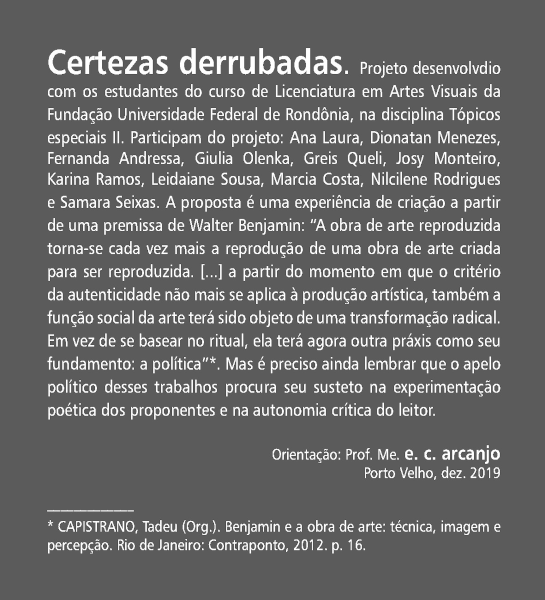 Certezas derrubadas. Projeto desenvolvdio
com os estudantes do curso de Licenciatura em Artes Visuais da
Fundação Universidade Federal de Rondônia, na disciplina Tópicos
especiais II. Participam do projeto: Ana Laura, Dionatan Menezes,
Fernanda Andressa, Giulia Olenka, Greis Queli, Josy Monteiro,
Karina Ramos, Leidaiane Sousa, Marcia Costa, Nilcilene Rodrigues
e Samara Seixas. A proposta é uma experiência de criação a partir
de uma premissa de Walter Benjamin: “A obra de arte reproduzida
torna-se cada vez mais a reprodução de uma obra de arte criada
para ser reproduzida. [...] a partir do momento em que o critério
da autenticidade não mais se aplica à produção artística, também a
função social da arte terá sido objeto de uma transformação radical.
Em vez de se basear no ritual, ela terá agora outra práxis como seu
fundamento: a política”*. Mas é preciso ainda lembrar que o apelo
político desses trabalhos procura seu susteto na experimentação
poética dos proponentes e na autonomia crítica do leitor.
Orientação: Prof. Me. e. c. arcanjo
Porto Velho, dez. 2019
* CAPISTRANO, Tadeu (Org.). Benjamin e a obra de arte: técnica, imagem e
percepção. Rio de Janeiro: Contraponto, 2012. p. 16.